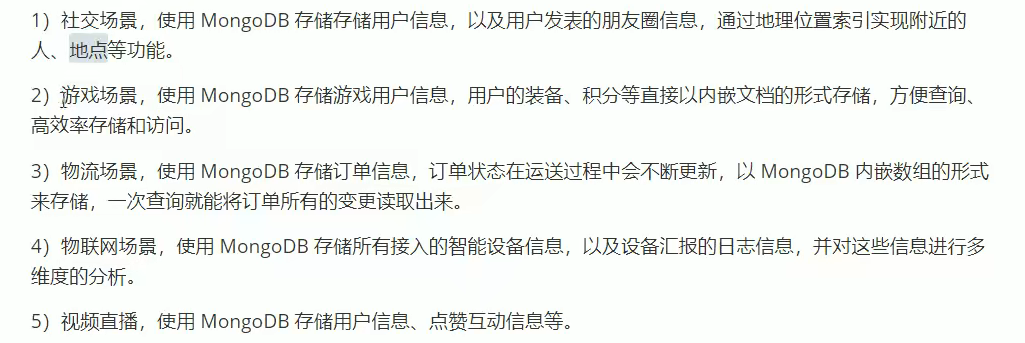 1）社交场景，使用 MongoDB 存储存储用户信息，以及用户发表的朋友圈信息，通过地理位置索引实现附近的
人、地点等功能。
2）游戏场景，使用 MongoDB 存储游戏用户信息，用户的装备、积分等直接以内嵌文档的形式存储，方便查询、
高效率存储和访问。
3）物流场景，使用 MongoDB 存储订单信息，订单状态在运送过程中会不断更新，以 MongoDB 内嵌数组的形式
来存储，一次查询就能将订单所有的变更读取出来。
4）物联网场景，使用 MongoDB 存储所有接入的智能设备信息，以及设备汇报的日志信息，并对这些信息进行多
维度的分析。
5）视频直播，使用 MongoDB 存储用户信息、点赞互动信息等。